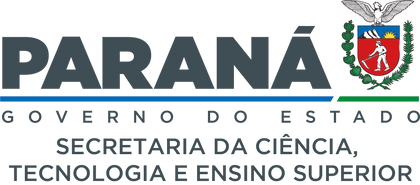 PARANÁ
GOVERNO DO ESTADO
SECRETARIA DA CIÊNCIA,
TECNOLOGIA E ENSINO SUPERIOR